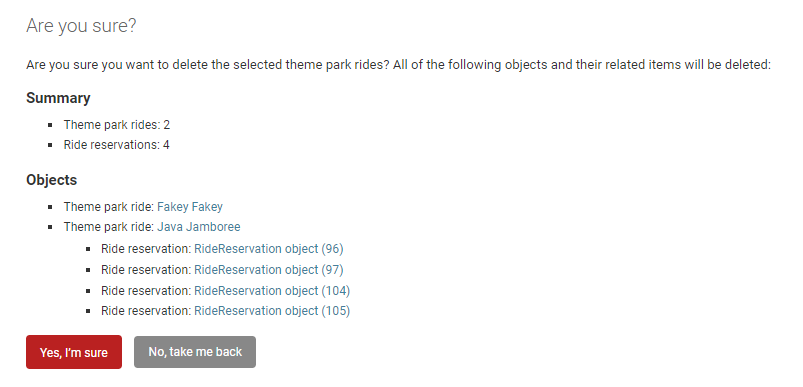 Are you sure?
Are you sure you want to delete the selected theme park rides? All of the following objects and their related items will be deleted:
Summary
Theme park rides: 2
Ride reservations: 4
Objects
Theme park ride: Fakey Fakey
Theme park ride: Java Jamboree
Ride reservation: RideReservation object (96)
Ride reservation: RideReservation object (97)
Ride reservation: RideReservation object (104)
Ride reservation: RideReservation object (105)
Yes, I'm sure No, take me back